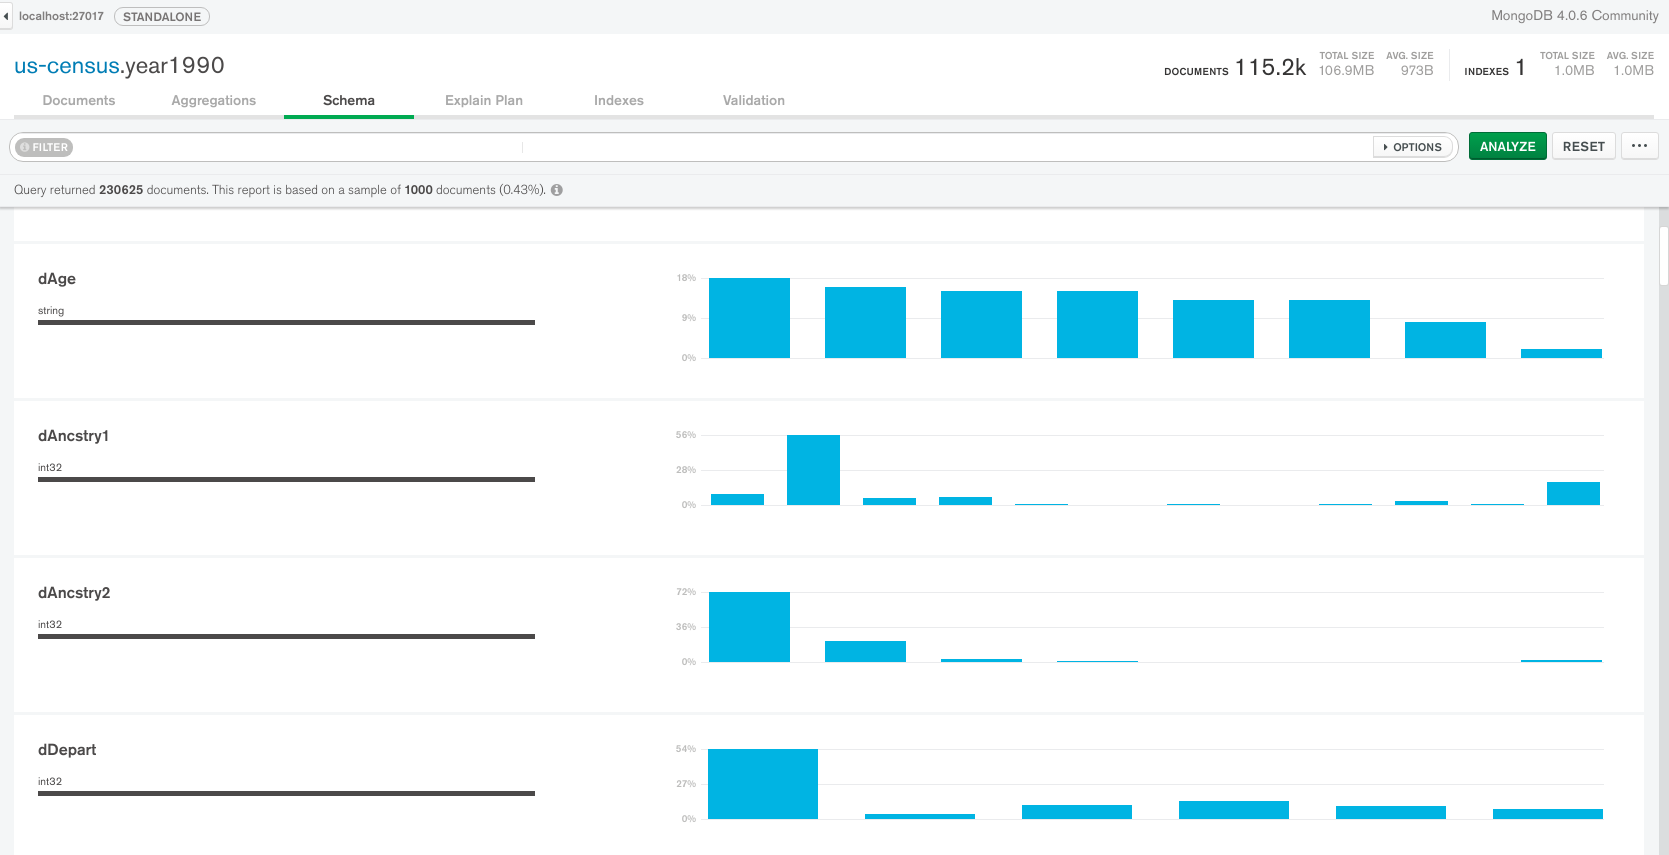 localhost:27017 STANDALONE MongoDB 4.0.6 Community
us-census.year1990
DOCUMENTS 115.2k TOTAL SIZE 106.9MB AVG. SIZE 973B INDEXES 1 TOTAL SIZE 1.0MB AVG. SIZE 1.0MB
Documents Aggregations Schema Explain Plan Indexes Validation
FILTER OPTIONS ANALYZE RESET ...
Query returned 230625 documents. This report is based on a sample of 1000 documents (0.43%).
dAge
string
18%
9%
0%
dAncstry1
int32
56%
28%
0%
dAncstry2
int32
72%
36%
0%
dDepart
int32
54%
27%
0%